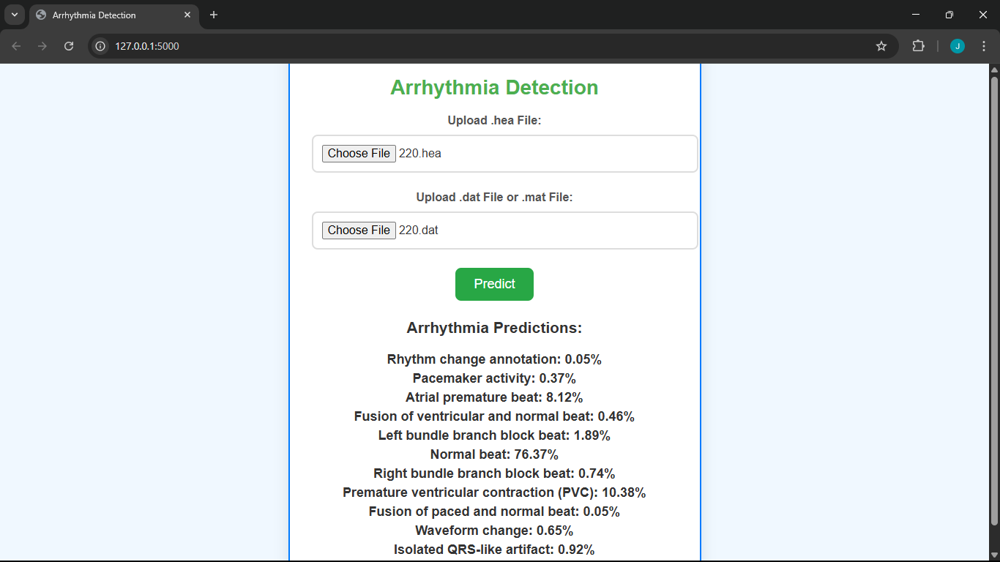 Arrhythmia Detection
127.0.0.1:5000
J
Arrhythmia Detection
Upload .hea File:
Choose File 220.hea
Upload .dat File or .mat File:
Choose File 220.dat
Predict
Arrhythmia Predictions:
Rhythm change annotation: 0.05%
Pacemaker activity: 0.37%
Atrial premature beat: 8.12%
Fusion of ventricular and normal beat: 0.46%
Left bundle branch block beat: 1.89%
Normal beat: 76.37%
Right bundle branch block beat: 0.74%
Premature ventricular contraction (PVC): 10.38%
Fusion of paced and normal beat: 0.05%
Waveform change: 0.65%
Isolated QRS-like artifact: 0.92%